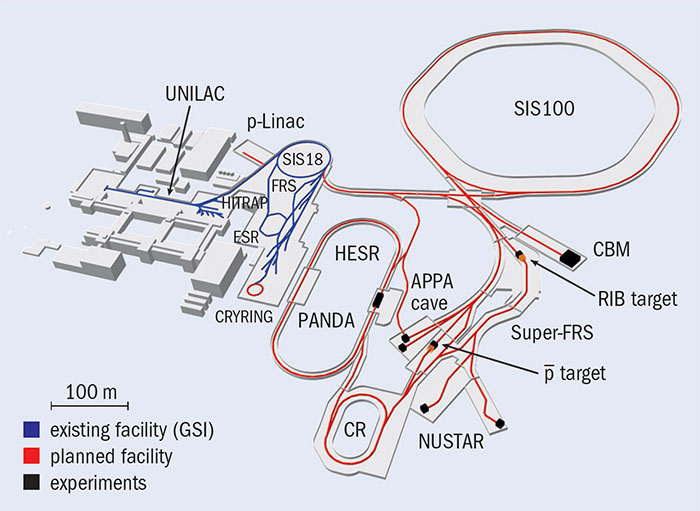 UNILAC
p-Linac
SIS18
FRS
HITRAP
ESR
CRYRING
SIS100
HESR
PANDA
APPA
cave
CBM
RIB target
Super-FRS
p̅ target
CR
NUSTAR
100 m
existing facility (GSI)
planned facility
experiments